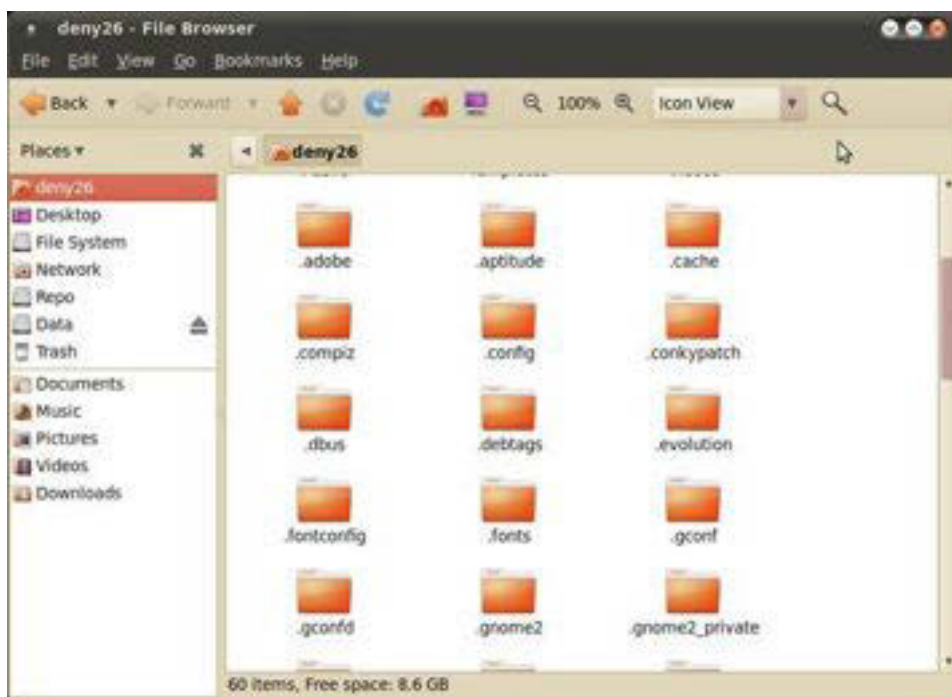 deny26 - File Browser
File Edit View Go Bookmarks Help
Back Forward 100% Icon View
Places deny26
deny26
Desktop
File System
Network
Repo
Data
Trash
Documents
Music
Pictures
Videos
Downloads
.adobe .aptitude .cache
.compiz .config .conkypatch
.dbus .debtags .evolution
.fontconfig .fonts .gconf
.gconfd .gnome2 .gnome2_private
60 items, Free space: 8.6 GB